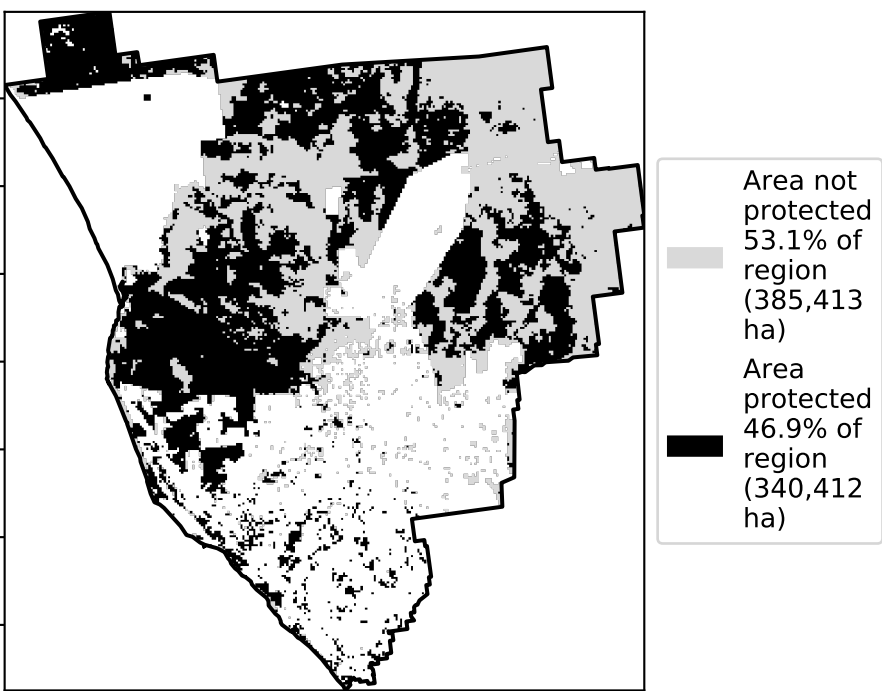 Area not
protected
53.1% of
region
(385,413
ha)
Area
protected
46.9% of
region
(340,412
ha)